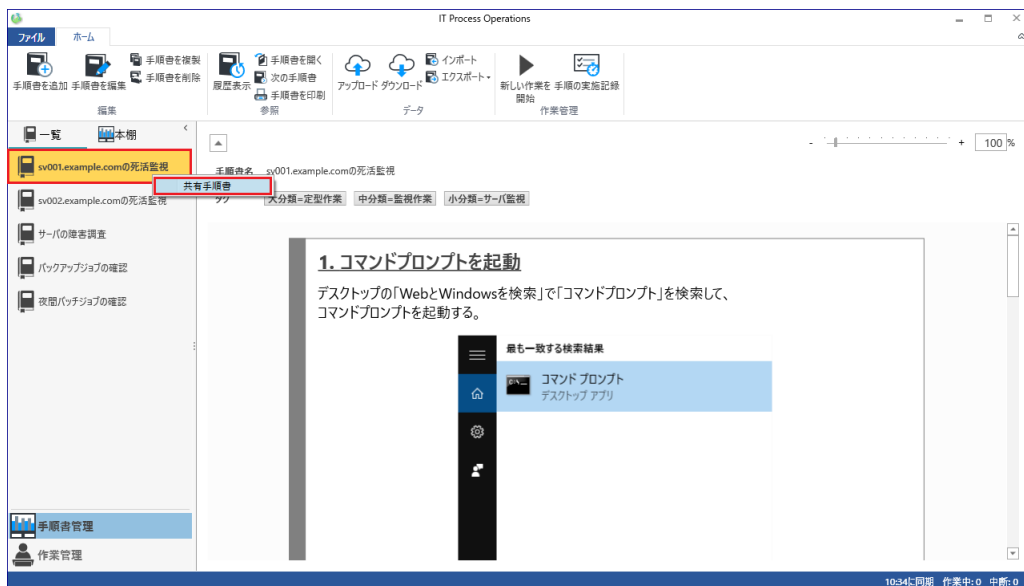 IT Process Operations
ファイル ホーム
手順書を追加 手順書を編集 手順書を複製 手順書を削除
編集
履歴表示 手順書を開く 次の手順書 手順書を印刷
参照
アップロード ダウンロード インポート エクスポート
データ
新しい作業を開始 手順の実施記録
作業管理
一覧 本棚
- + 100 %
sv001.example.comの死活監視
共有手順書
sv002.example.comの死活監視
サーバの障害調査
バックアップジョブの確認
夜間バッチジョブの確認
手順書名 sv001.example.comの死活監視
タグ 大分類=定型作業 中分類=監視作業 小分類=サーバ監視
1. コマンドプロンプトを起動
デスクトップの「WebとWindowsを検索」で「コマンドプロンプト」を検索して、
コマンドプロンプトを起動する。
最も一致する検索結果
コマンド プロンプト
デスクトップ アプリ
手順書管理
作業管理
10:34に同期 作業中: 0 中断: 0